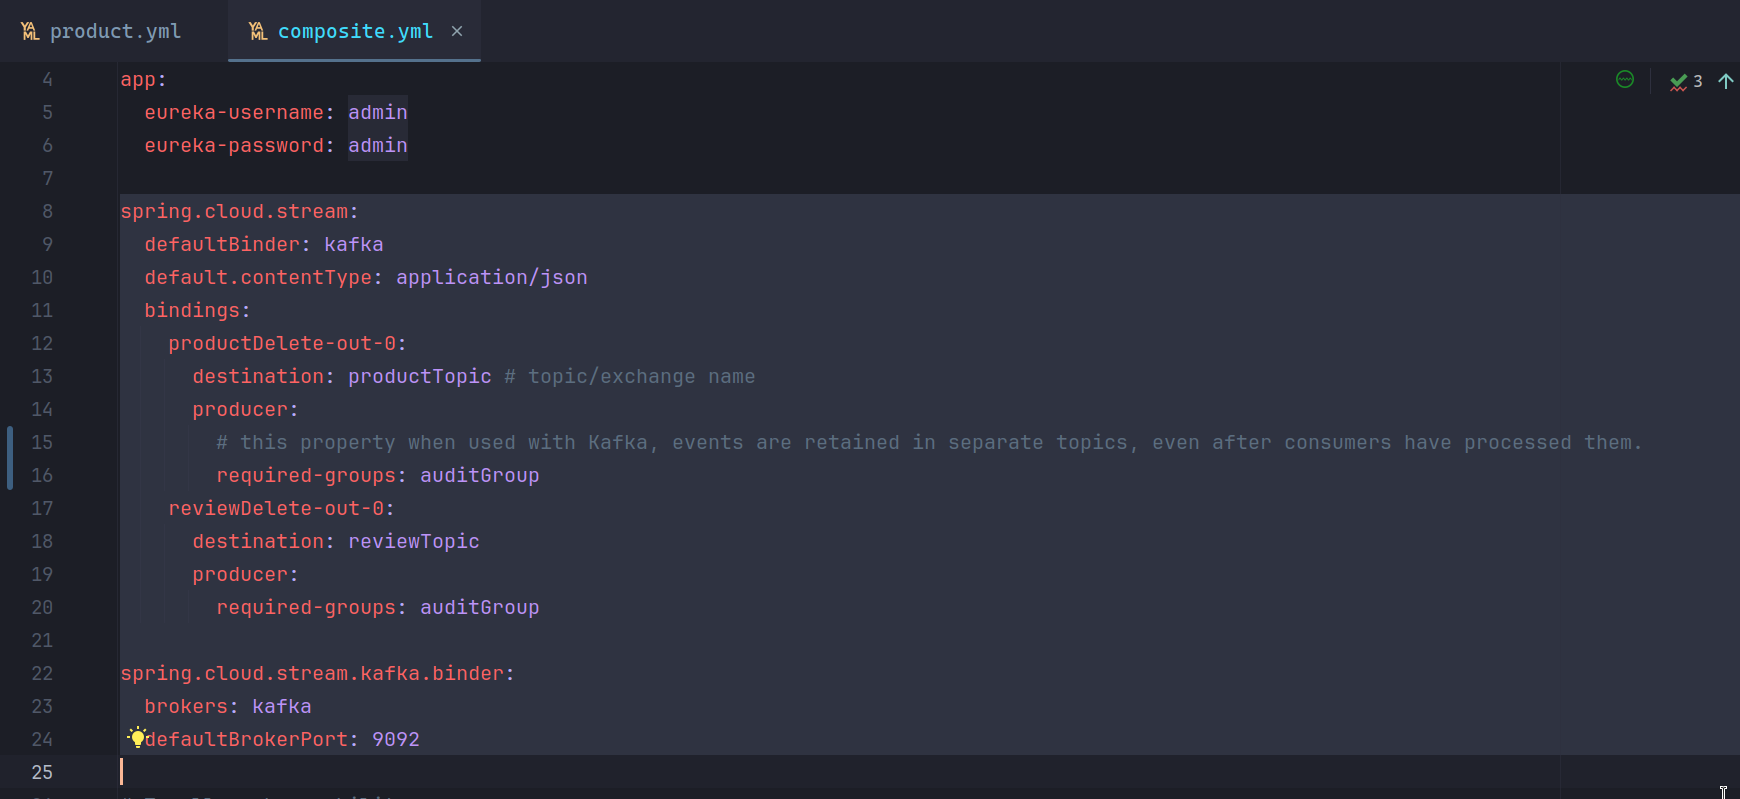 product.yml
composite.yml ×
4 app:
3
5 eureka-username: admin
6 eureka-password: admin
7
8 spring.cloud.stream:
9 defaultBinder: kafka
10 default.contentType: application/json
11 bindings:
12 productDelete-out-0:
13 destination: productTopic # topic/exchange name
14 producer:
15 # this property when used with Kafka, events are retained in separate topics, even after consumers have processed them.
16 required-groups: auditGroup
17 reviewDelete-out-0:
18 destination: reviewTopic
19 producer:
20 required-groups: auditGroup
21
22 spring.cloud.stream.kafka.binder:
23 brokers: kafka
24 defaultBrokerPort: 9092
25